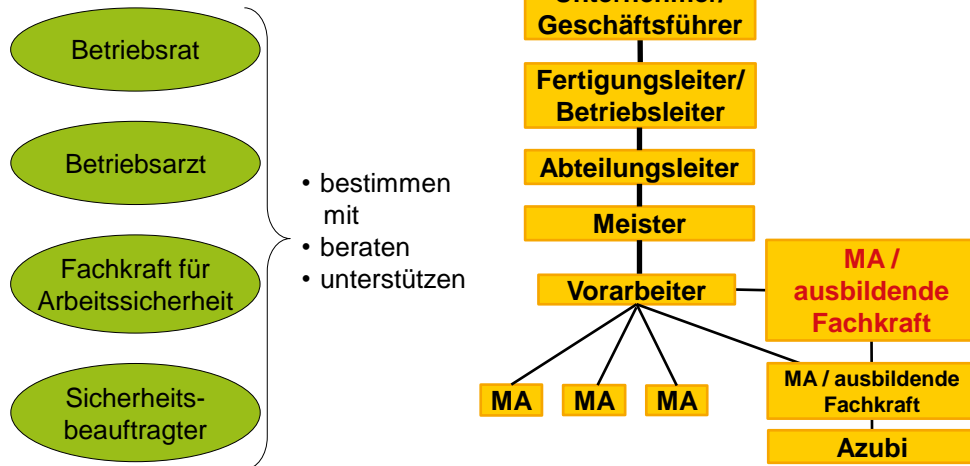 Betriebsrat
Betriebsarzt
Fachkraft für
Arbeitssicherheit
Sicherheits-
beauftragter
• bestimmen
mit
• beraten
• unterstützen
Unternehmer/
Geschäftsführer
Fertigungsleiter/
Betriebsleiter
Abteilungsleiter
Meister
Vorarbeiter
MA /
ausbildende
Fachkraft
MA
MA
MA
MA / ausbildende
Fachkraft
Azubi